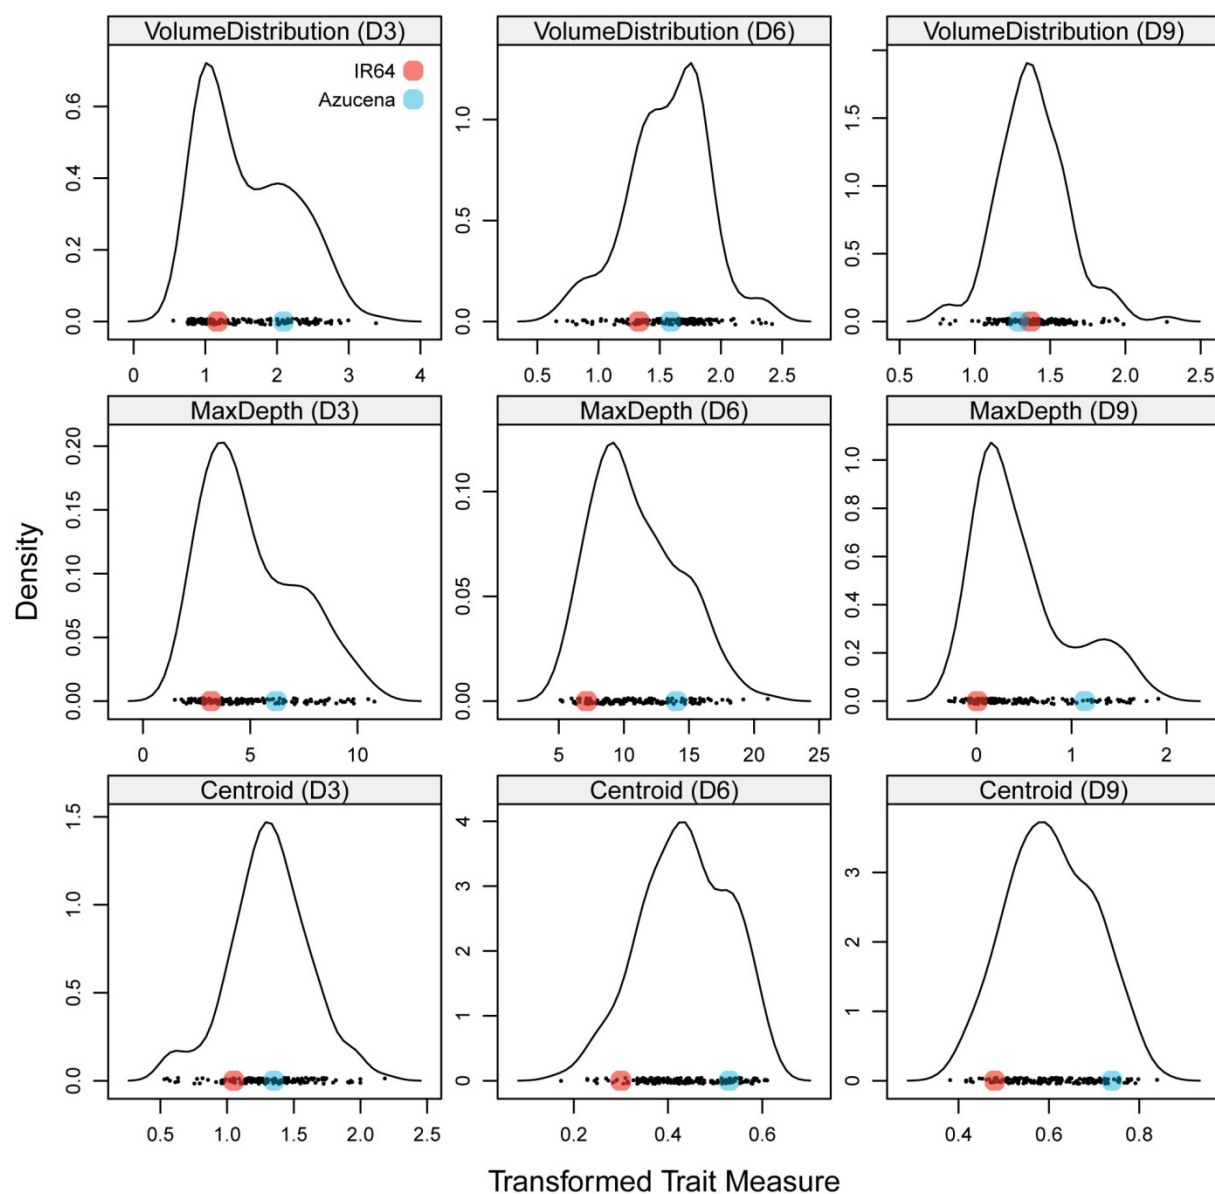 VolumeDistribution (D3)
VolumeDistribution (D6)
VolumeDistribution (D9)
IR64
Azucena
0.0 0.2 0.4 0.6
0.0 0.5 1.0
0.0 0.5 1.0 1.5
0 1 2 3 4
0.5 1.0 1.5 2.0 2.5
0.5 1.0 1.5 2.0 2.5
MaxDepth (D3)
MaxDepth (D6)
MaxDepth (D9)
0.00 0.05 0.10 0.15 0.20
0.00 0.05 0.10
0.0 0.2 0.4 0.6 0.8 1.0
0 5 10
5 10 15 20 25
0 1 2
Density
Centroid (D3)
Centroid (D6)
Centroid (D9)
0.0 0.5 1.0 1.5
0 1 2 3 4
0 1 2 3
0.5 1.0 1.5 2.0 2.5
0.2 0.4 0.6
0.4 0.6 0.8
Transformed Trait Measure